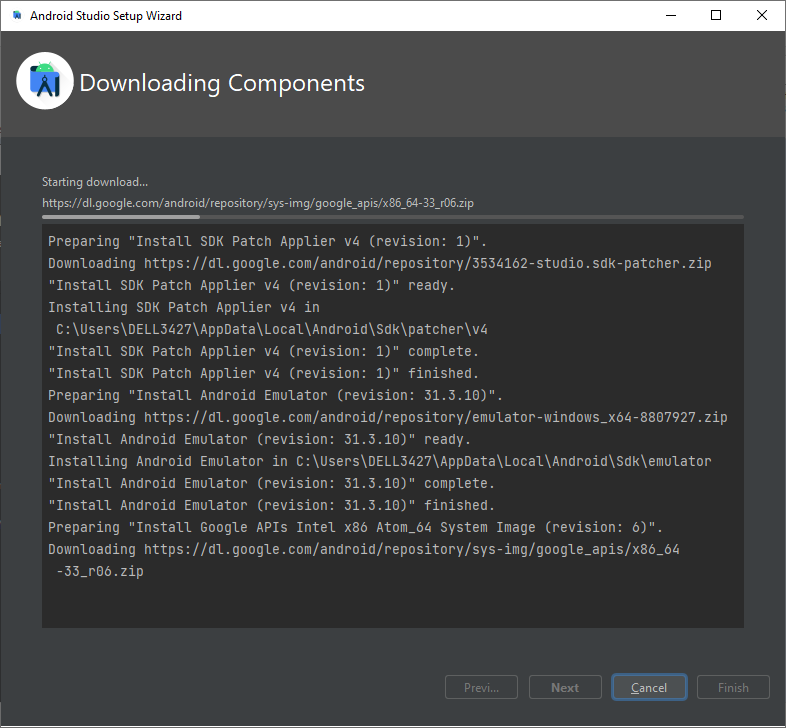 Android Studio Setup Wizard
Downloading Components
Starting download...
https://dl.google.com/android/repository/sys-img/google_apis/x86_64-33_r06.zip
Preparing "Install SDK Patch Applier v4 (revision: 1)".
Downloading https://dl.google.com/android/repository/3534162-studio.sdk-patcher.zip
"Install SDK Patch Applier v4 (revision: 1)" ready.
Installing SDK Patch Applier v4 in
C:\Users\DELL3427\AppData\Local\Android\Sdk\patcher\v4
"Install SDK Patch Applier v4 (revision: 1)" complete.
"Install SDK Patch Applier v4 (revision: 1)" finished.
Preparing "Install Android Emulator (revision: 31.3.10)".
Downloading https://dl.google.com/android/repository/emulator-windows_x64-8807927.zip
"Install Android Emulator (revision: 31.3.10)" ready.
Installing Android Emulator in C:\Users\DELL3427\AppData\Local\Android\Sdk\emulator
"Install Android Emulator (revision: 31.3.10)" complete.
"Install Android Emulator (revision: 31.3.10)" finished.
Preparing "Install Google APIs Intel x86 Atom_64 System Image (revision: 6)".
Downloading https://dl.google.com/android/repository/sys-img/google_apis/x86_64
-33_r06.zip
Previ... Next Cancel Finish